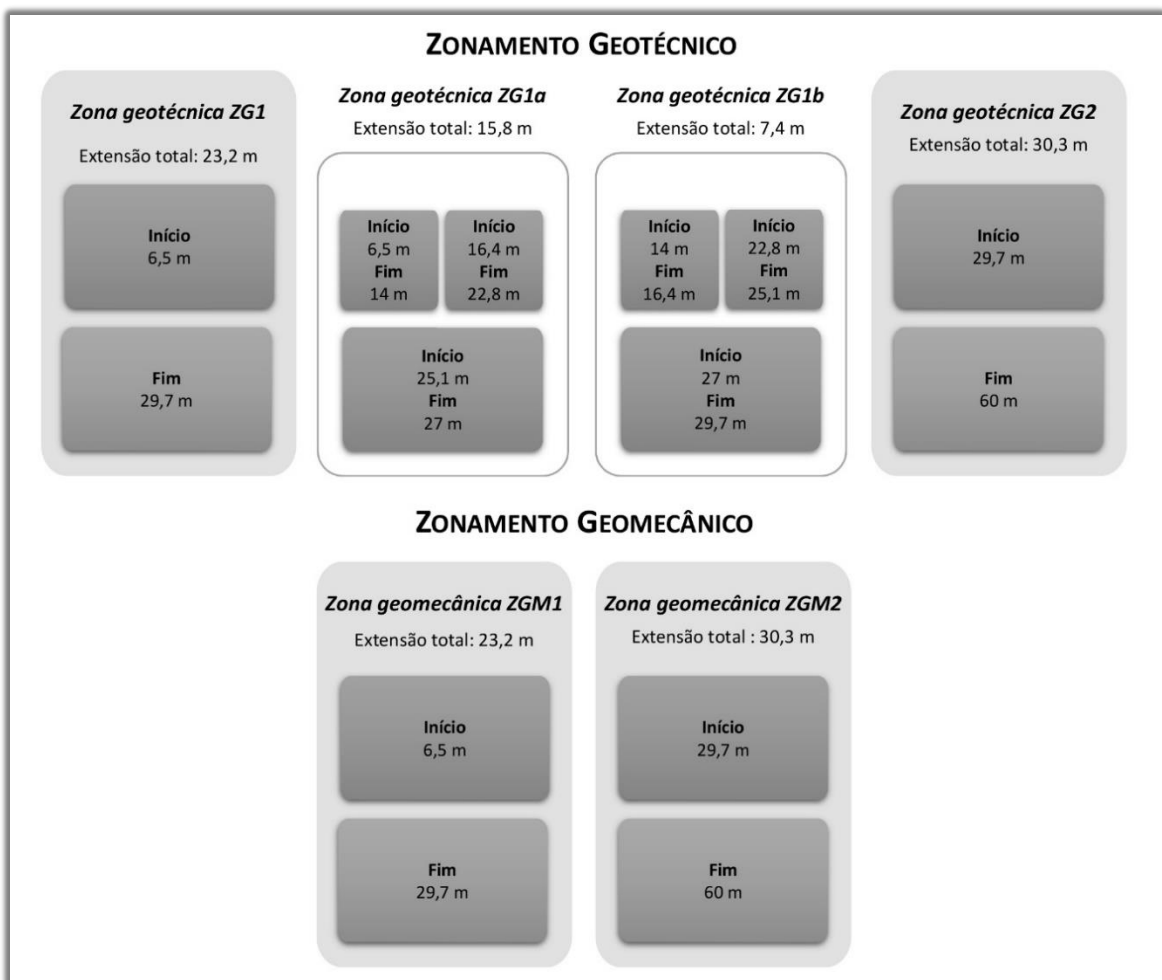 ZONAMENTO GEOTÉCNICO
Zona geotécnica ZG1
Extensão total: 23,2 m
Início
6,5 m
Fim
29,7 m
Zona geotécnica ZG1a
Extensão total: 15,8 m
Início
6,5 m
Fim
14 m
Início
16,4 m
Fim
22,8 m
Início
25,1 m
Fim
27 m
Zona geotécnica ZG1b
Extensão total: 7,4 m
Início
14 m
Fim
16,4 m
Início
22,8 m
Fim
25,1 m
Início
27 m
Fim
29,7 m
Zona geotécnica ZG2
Extensão total: 30,3 m
Início
29,7 m
Fim
60 m
ZONAMENTO GEOMECÂNICO
Zona geomecânica ZGM1
Extensão total: 23,2 m
Início
6,5 m
Fim
29,7 m
Zona geomecânica ZGM2
Extensão total : 30,3 m
Início
29,7 m
Fim
60 m